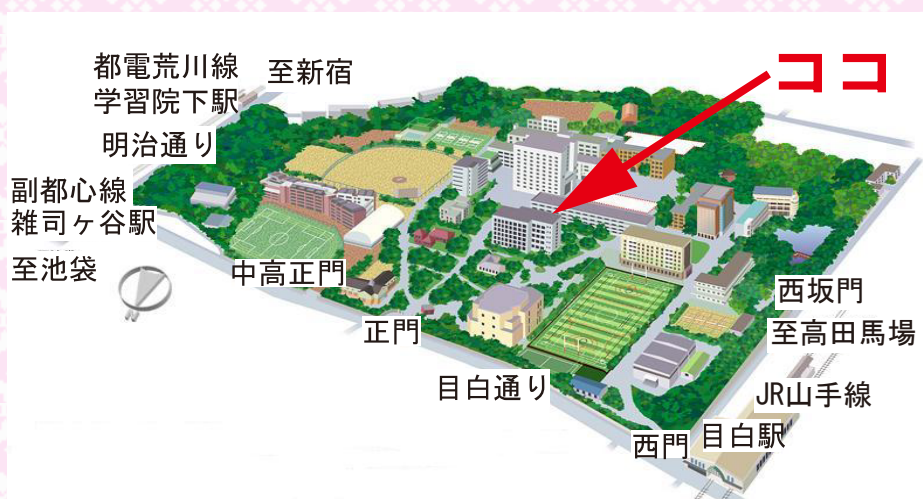 都電荒川線
学習院下駅
至新宿
ココ
明治通り
副都心線
雑司ヶ谷駅
至池袋
中高正門
正門
西坂門
至高田馬場
目白通り
JR山手線
西門
目白駅